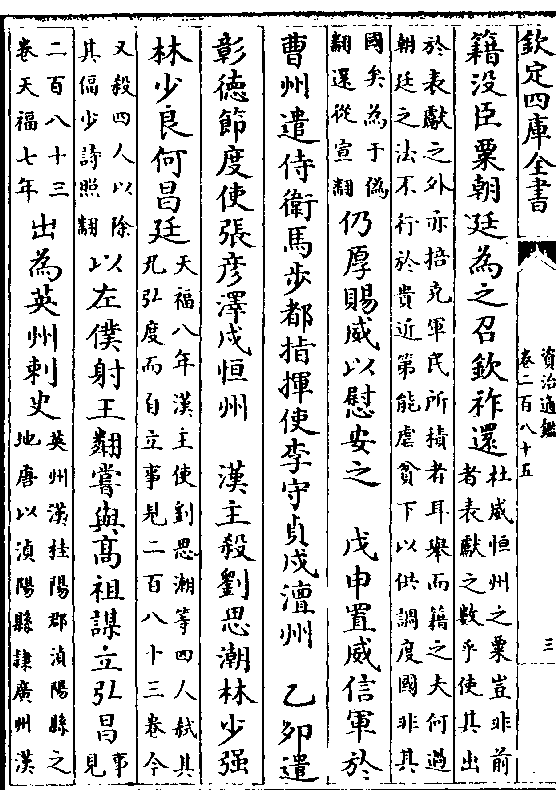 欽定四庫全書
資治通鑑
卷二百八十五
三
籍没臣粟朝廷為之召欽祚還
杜威恒州之粟豈非前
者表獻之數乎使其出
於表獻之外亦掊克軍民所積者耳舉而籍之夫何過
朝廷之法不行於貴近第能虐貧下以供調度國非其
國矣為于偽
翻還從宣翻
仍厚賜威以慰安之 戊申置威信軍於
曹州遣侍衛馬步都指揮使李守貞戍澶州 乙卯遣
彰德節度使張彥澤戍恒州 漢主殺劉思潮林少强
林少良何昌廷
天福八年漢主使劉思潮等四人弑其
兄弘度而自立事見二百八十三卷今
又殺四人以除
其偪少詩照翻
以左僕射王翷嘗與高祖謀立弘昌
事
見
二百八十三
卷天福七年
出為英州刺史
英州漢桂陽郡湞陽縣之
地唐以湞陽縣隸廣州漢